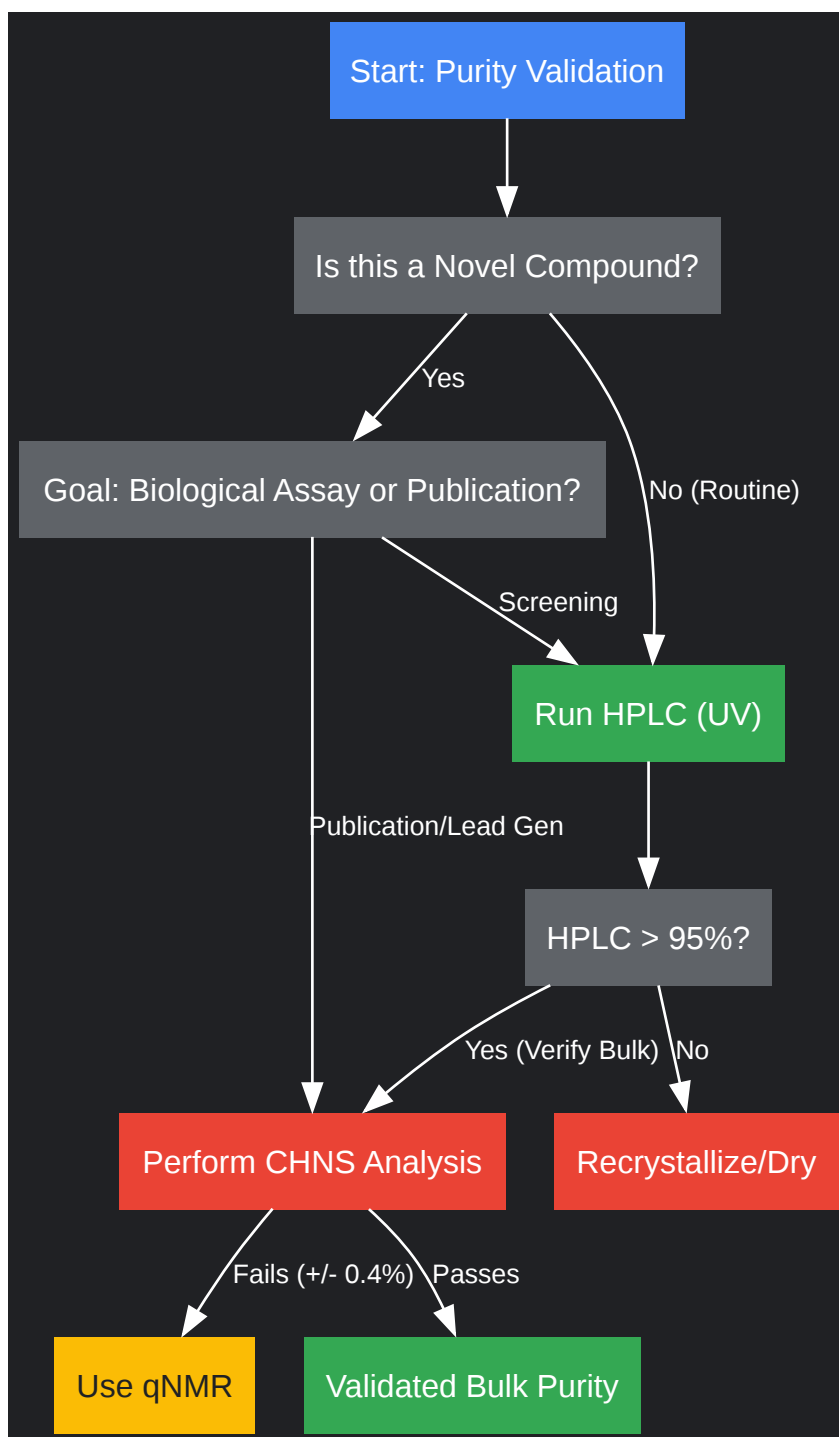 Start: Purity Validation
Is this a Novel Compound?
Yes
Goal: Biological Assay or Publication?
No (Routine)
Screening
Run HPLC (UV)
Publication/Lead Gen
HPLC > 95%?
Yes (Verify Bulk)
No
Perform CHNS Analysis
Recrystallize/Dry
Fails (+/- 0.4%)
Passes
Use qNMR
Validated Bulk Purity